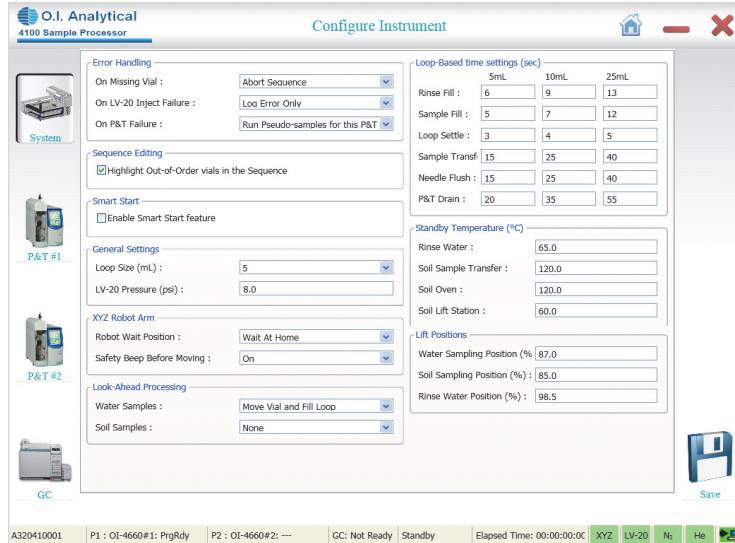 O.I. Analytical
4100 Sample Processor
Configure Instrument
System
P&T #1
P&T #2
GC
Error Handling
On Missing Vial : Abort Sequence
On LV-20 Inject Failure : Log Error Only
On P&T Failure : Run Pseudo-samples for this P&T
Sequence Editing
Highlight Out-of-Order vials in the Sequence
Smart Start
Enable Smart Start feature
General Settings
Loop Size (mL) : 5
LV-20 Pressure (psi) : 8.0
XYZ Robot Arm
Robot Wait Position : Wait At Home
Safety Beep Before Moving : On
Look-Ahead Processing
Water Samples : Move Vial and Fill Loop
Soil Samples : None
Loop-Based time settings (sec)
5mL 10mL 25mL
Rinse Fill : 6 9 13
Sample Fill : 5 7 12
Loop Settle : 3 4 5
Sample Transf 15 25 40
Needle Flush : 15 25 40
P&T Drain : 20 35 55
Standby Temperature (°C)
Rinse Water : 65.0
Soil Sample Transfer : 120.0
Soil Oven : 120.0
Soil Lift Station : 60.0
Lift Positions
Water Sampling Position (% 87.0
Soil Sampling Position (%) : 85.0
Rinse Water Position (%) : 98.5
Save
A320410001 P1 : OI-4660#1: PrgRdy P2 : OI-4660#2: --- GC: Not Ready Standby Elapsed Time: 00:00:00:00 XYZ LV-20 N₂ He